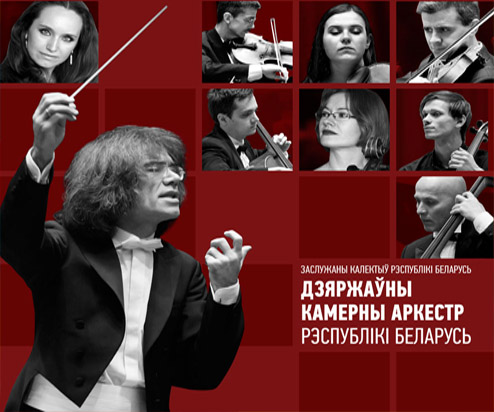 ЗАСЛУЖАНЫ КАЛЕКТЫЎ РЭСПУБЛІКІ БЕЛАРУСЬ
ДЗЯРЖАЎНЫ
КАМЕРНЫ АРКЕСТР
РЭСПУБЛІКІ БЕЛАРУСЬ